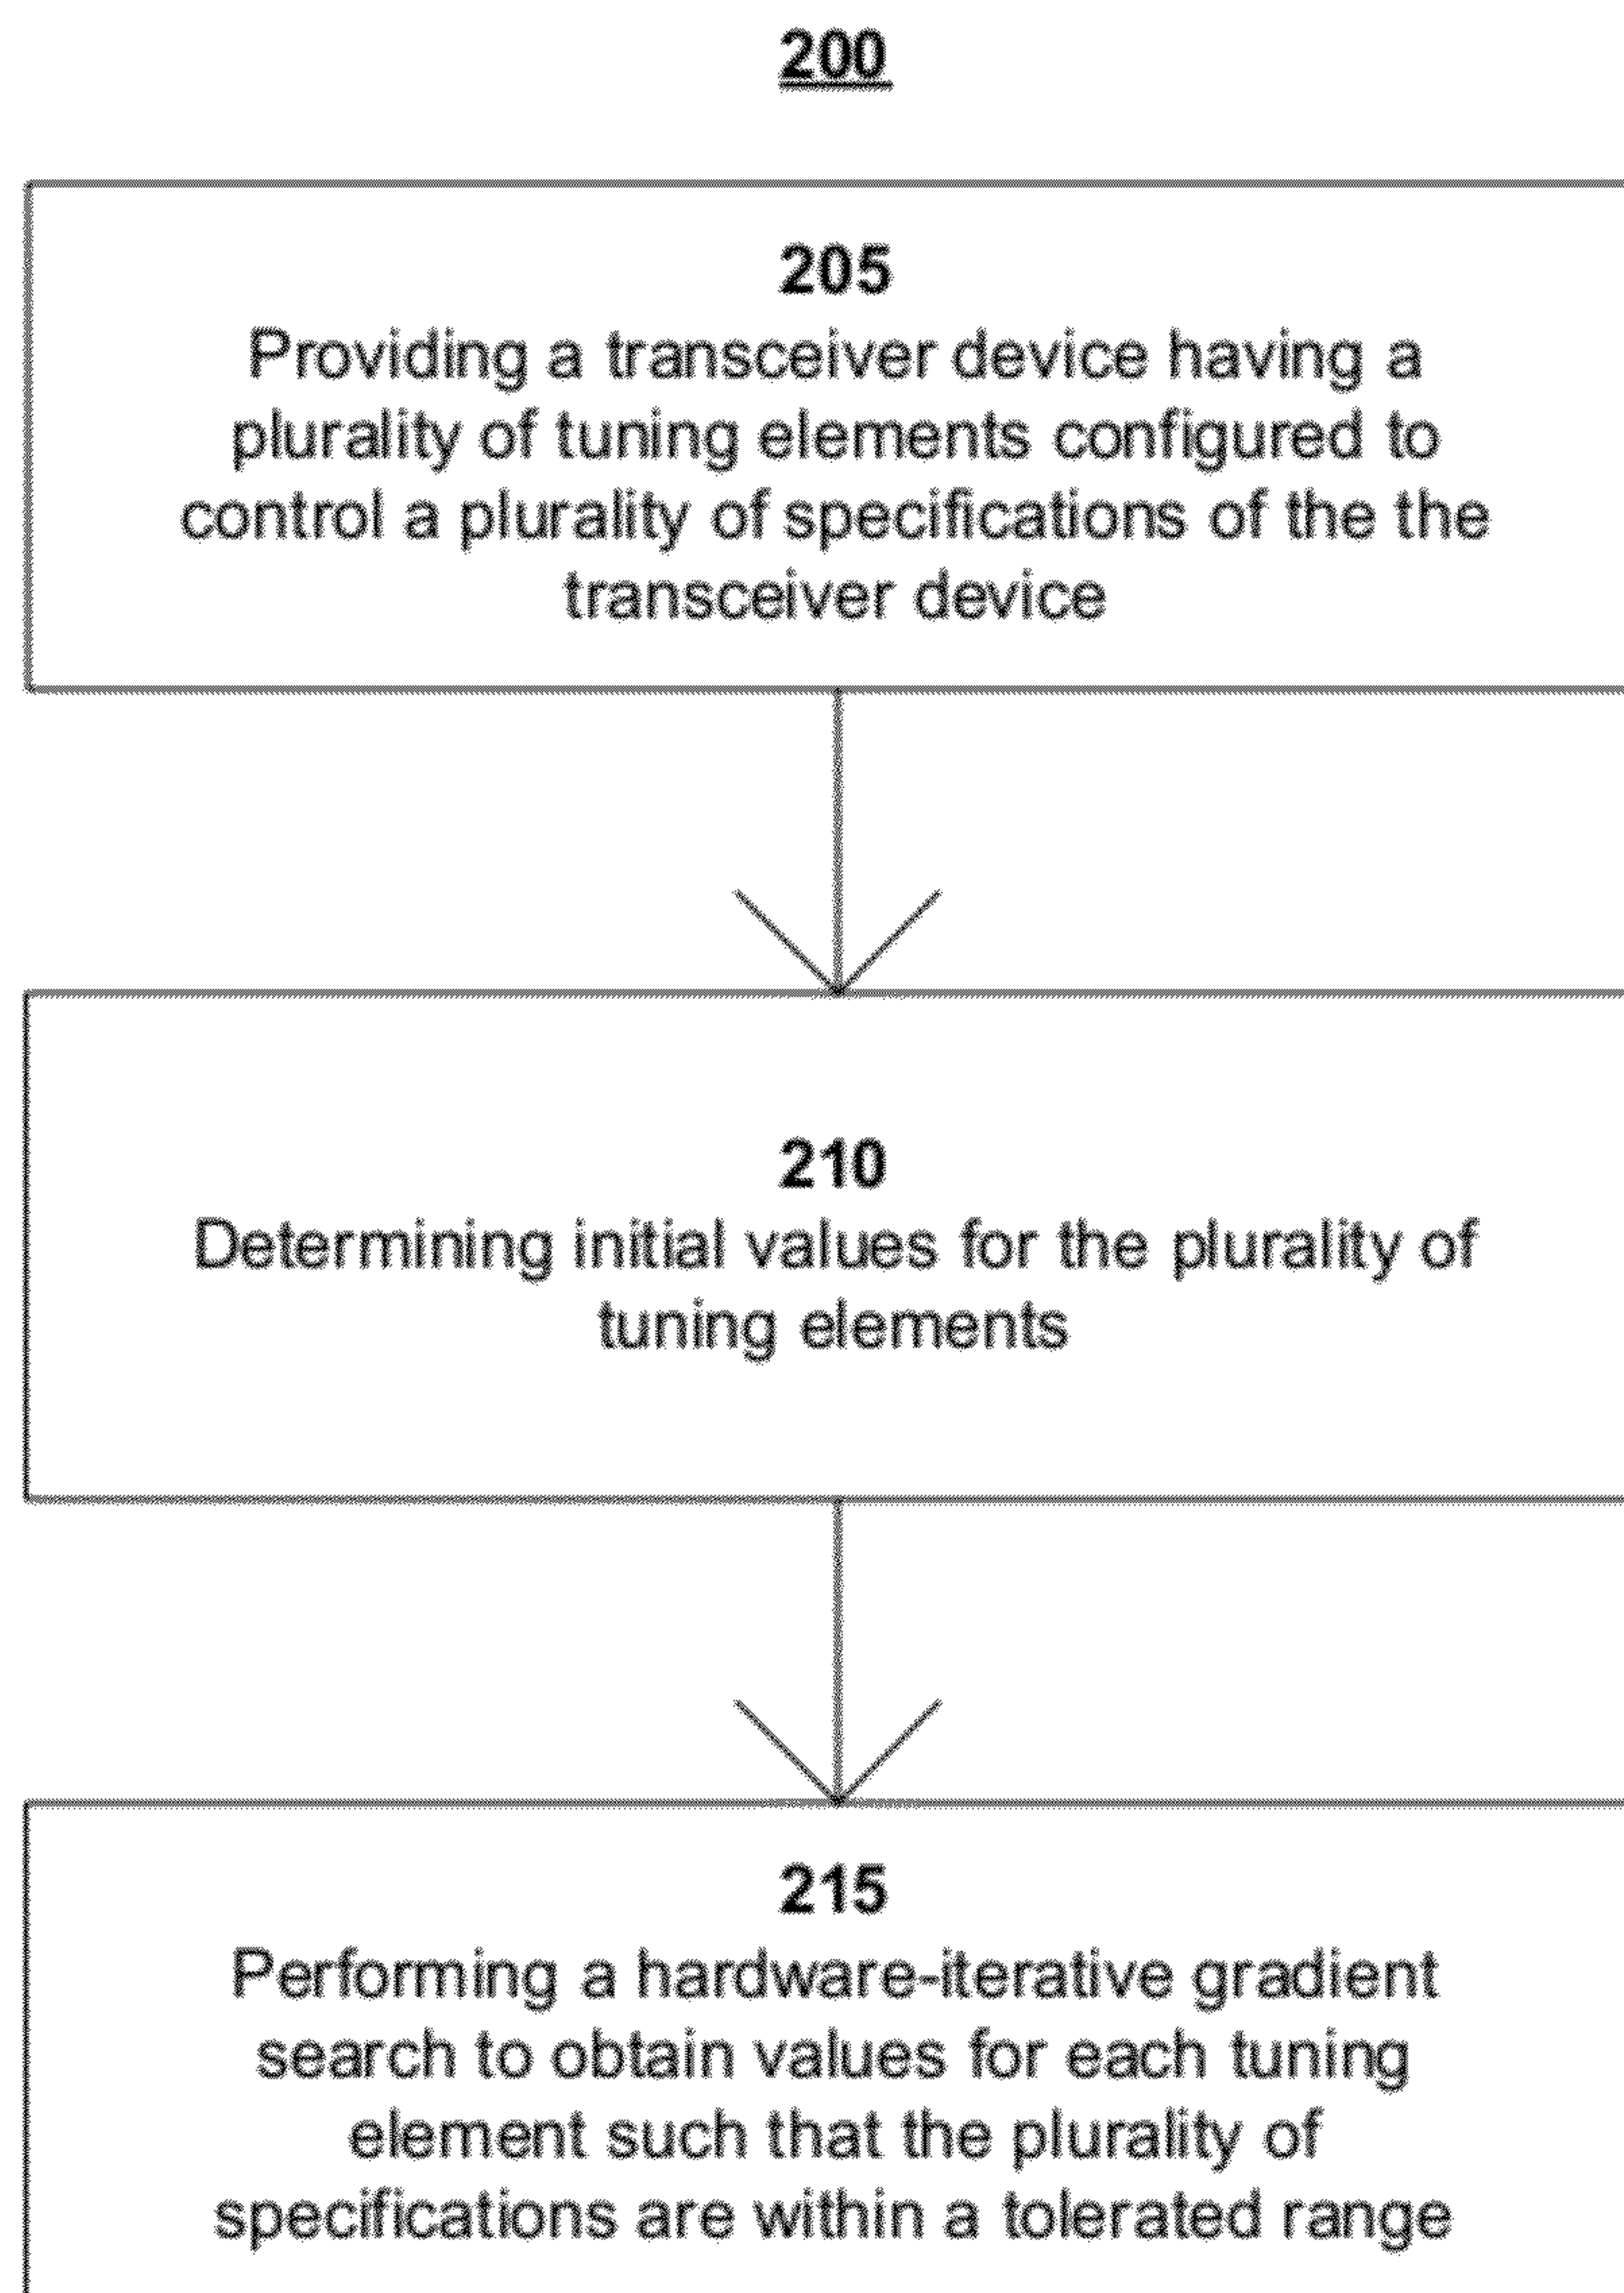 200
205
Providing a transceiver device having a
plurality of tuning elements configured to
control a plurality of specifications of the the
transceiver device
210
Determining initial values for the plurality of
tuning elements
215
Performing a hardware-iterative gradient
search to obtain values for each tuning
element such that the plurality of
specifications are within a tolerated range